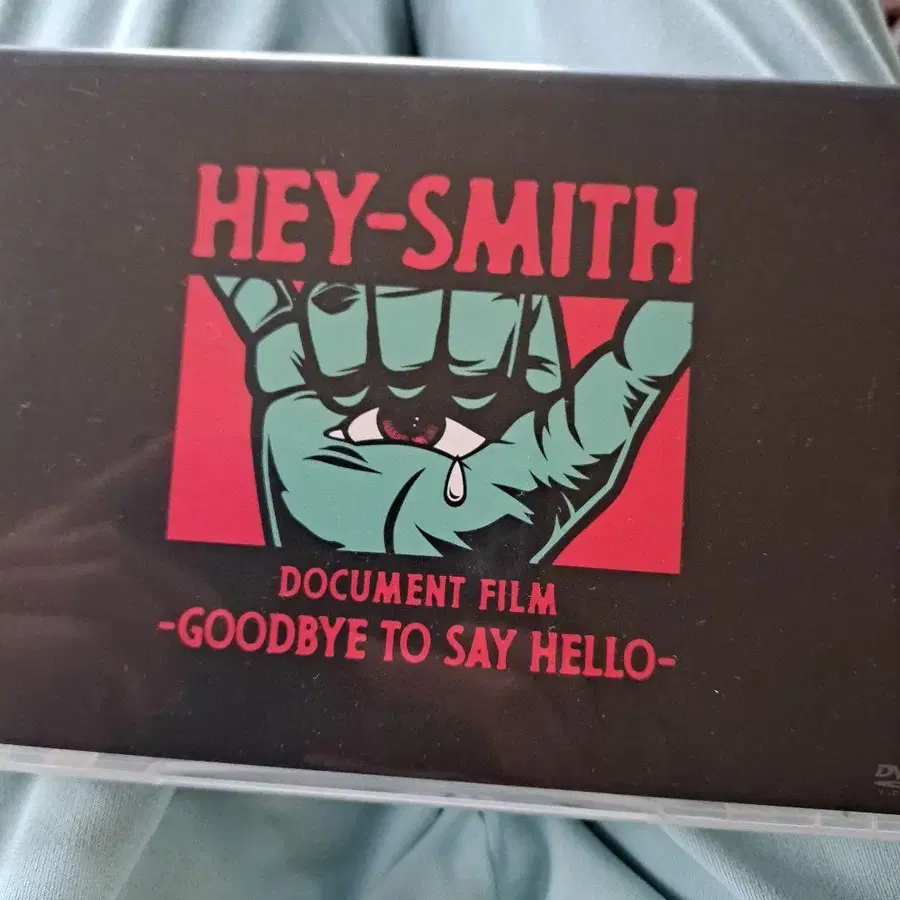 HEY-SMITH
DOCUMENT FILM
-GOODBYE TO SAY HELLO-